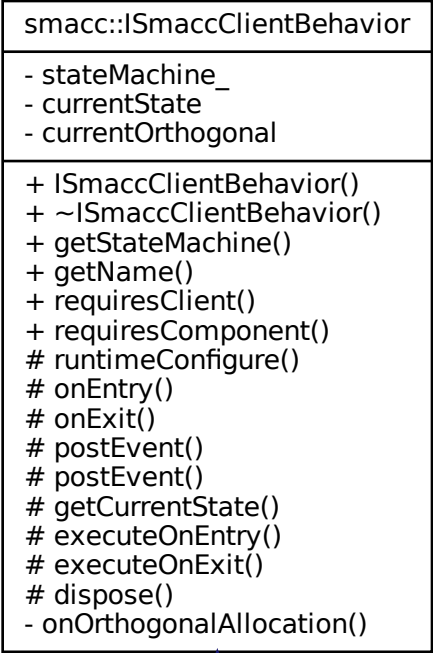 smacc::ISmaccClientBehavior
- stateMachine_
- currentState
- currentOrthogonal
+ ISmaccClientBehavior()
+ ~ISmaccClientBehavior()
+ getStateMachine()
+ getName()
+ requiresClient()
+ requiresComponent()
# runtimeConfigure()
# onEntry()
# onExit()
# postEvent()
# postEvent()
# getCurrentState()
# executeOnEntry()
# executeOnExit()
# dispose()
- onOrthogonalAllocation()